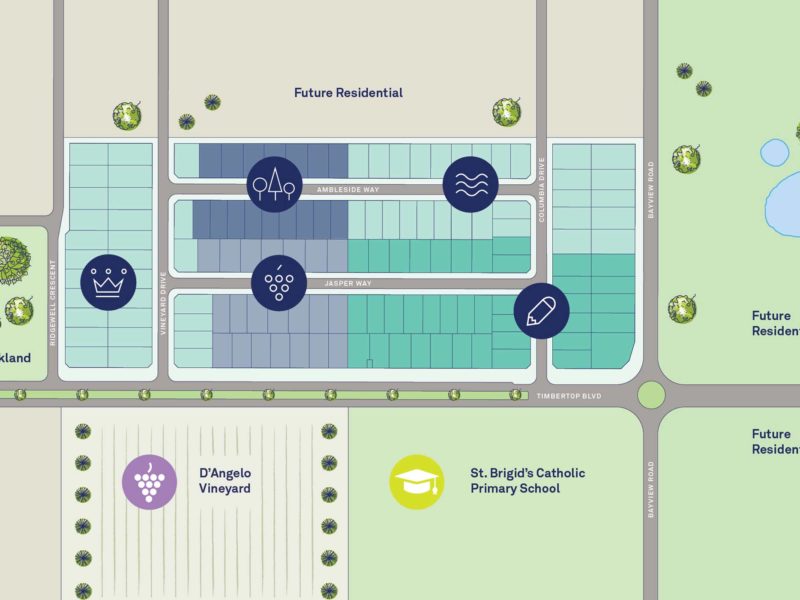 Future Residential
AMBLESIDE WAY
COLUMBIA DRIVE
BAYVIEW ROAD
RIDGEWELL CRESCENT
VINEYARD DRIVE
JASPER WAY
Future
Residen
kland
TIMBERTOP BLVD
Future
Residen
D'Angelo
Vineyard
St. Brigid's Catholic
Primary School
BAYVIEW ROAD